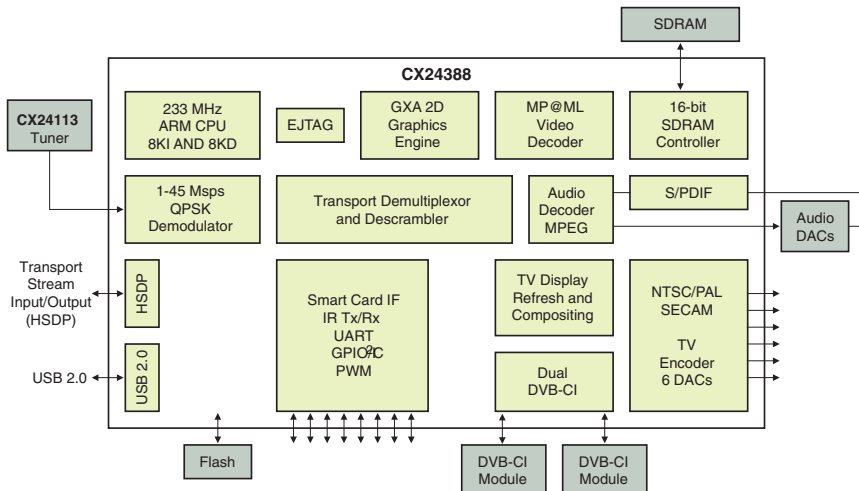 SDRAM
CX24388
CX24113
Tuner
233 MHz
ARM CPU
8KI AND 8KD
EJTAG
GXA 2D
Graphics
Engine
MP@ML
Video
Decoder
16-bit
SDRAM
Controller
1-45 Msps
QPSK
Demodulator
Transport Demultiplexor
and Descrambler
Audio
Decoder
MPEG
S/PDIF
Audio
DACs
Transport
Stream
Input/Output
(HSDP)
HSDP
Smart Card IF
IR Tx/Rx
UART
GPIO/I2C
PWM
TV Display
Refresh and
Compositing
NTSC/PAL
SECAM
TV
Encoder
6 DACs
USB 2.0
USB 2.0
Dual
DVB-CI
Flash
DVB-CI
Module
DVB-CI
Module